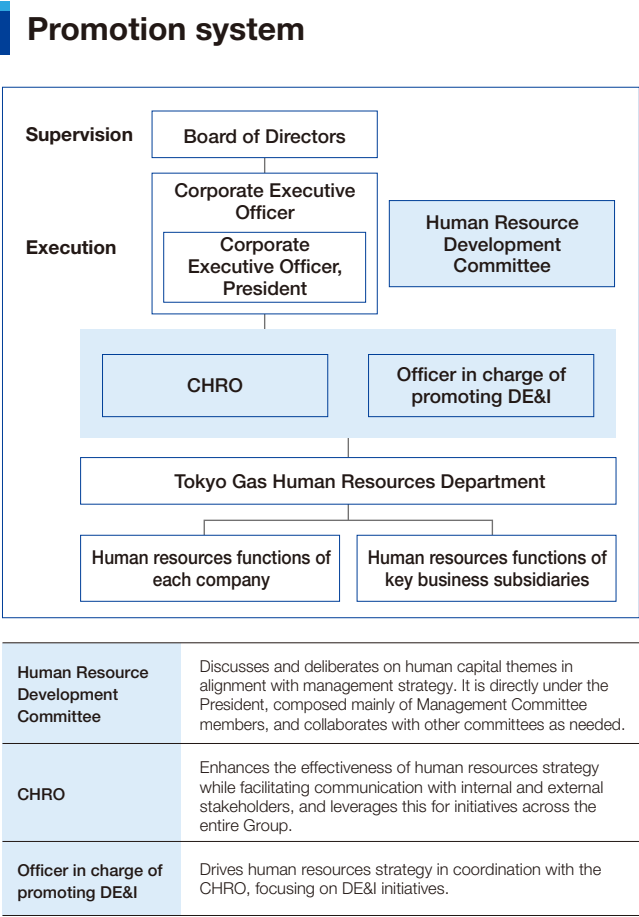 Promotion system
Supervision
Board of Directors
Corporate Executive
Officer
Execution
Corporate
Executive Officer,
President
Human Resource
Development
Committee
CHRO
Officer in charge of
promoting DE&I
Tokyo Gas Human Resources Department
Human resources functions of
each company
Human resources functions of
key business subsidiaries
Human Resource
Development
Committee
Discusses and deliberates on human capital themes in
alignment with management strategy. It is directly under the
President, composed mainly of Management Committee
members, and collaborates with other committees as needed.
CHRO
Enhances the effectiveness of human resources strategy
while facilitating communication with internal and external
stakeholders, and leverages this for initiatives across the
entire Group.
Officer in charge of
promoting DE&I
Drives human resources strategy in coordination with the
CHRO, focusing on DE&I initiatives.